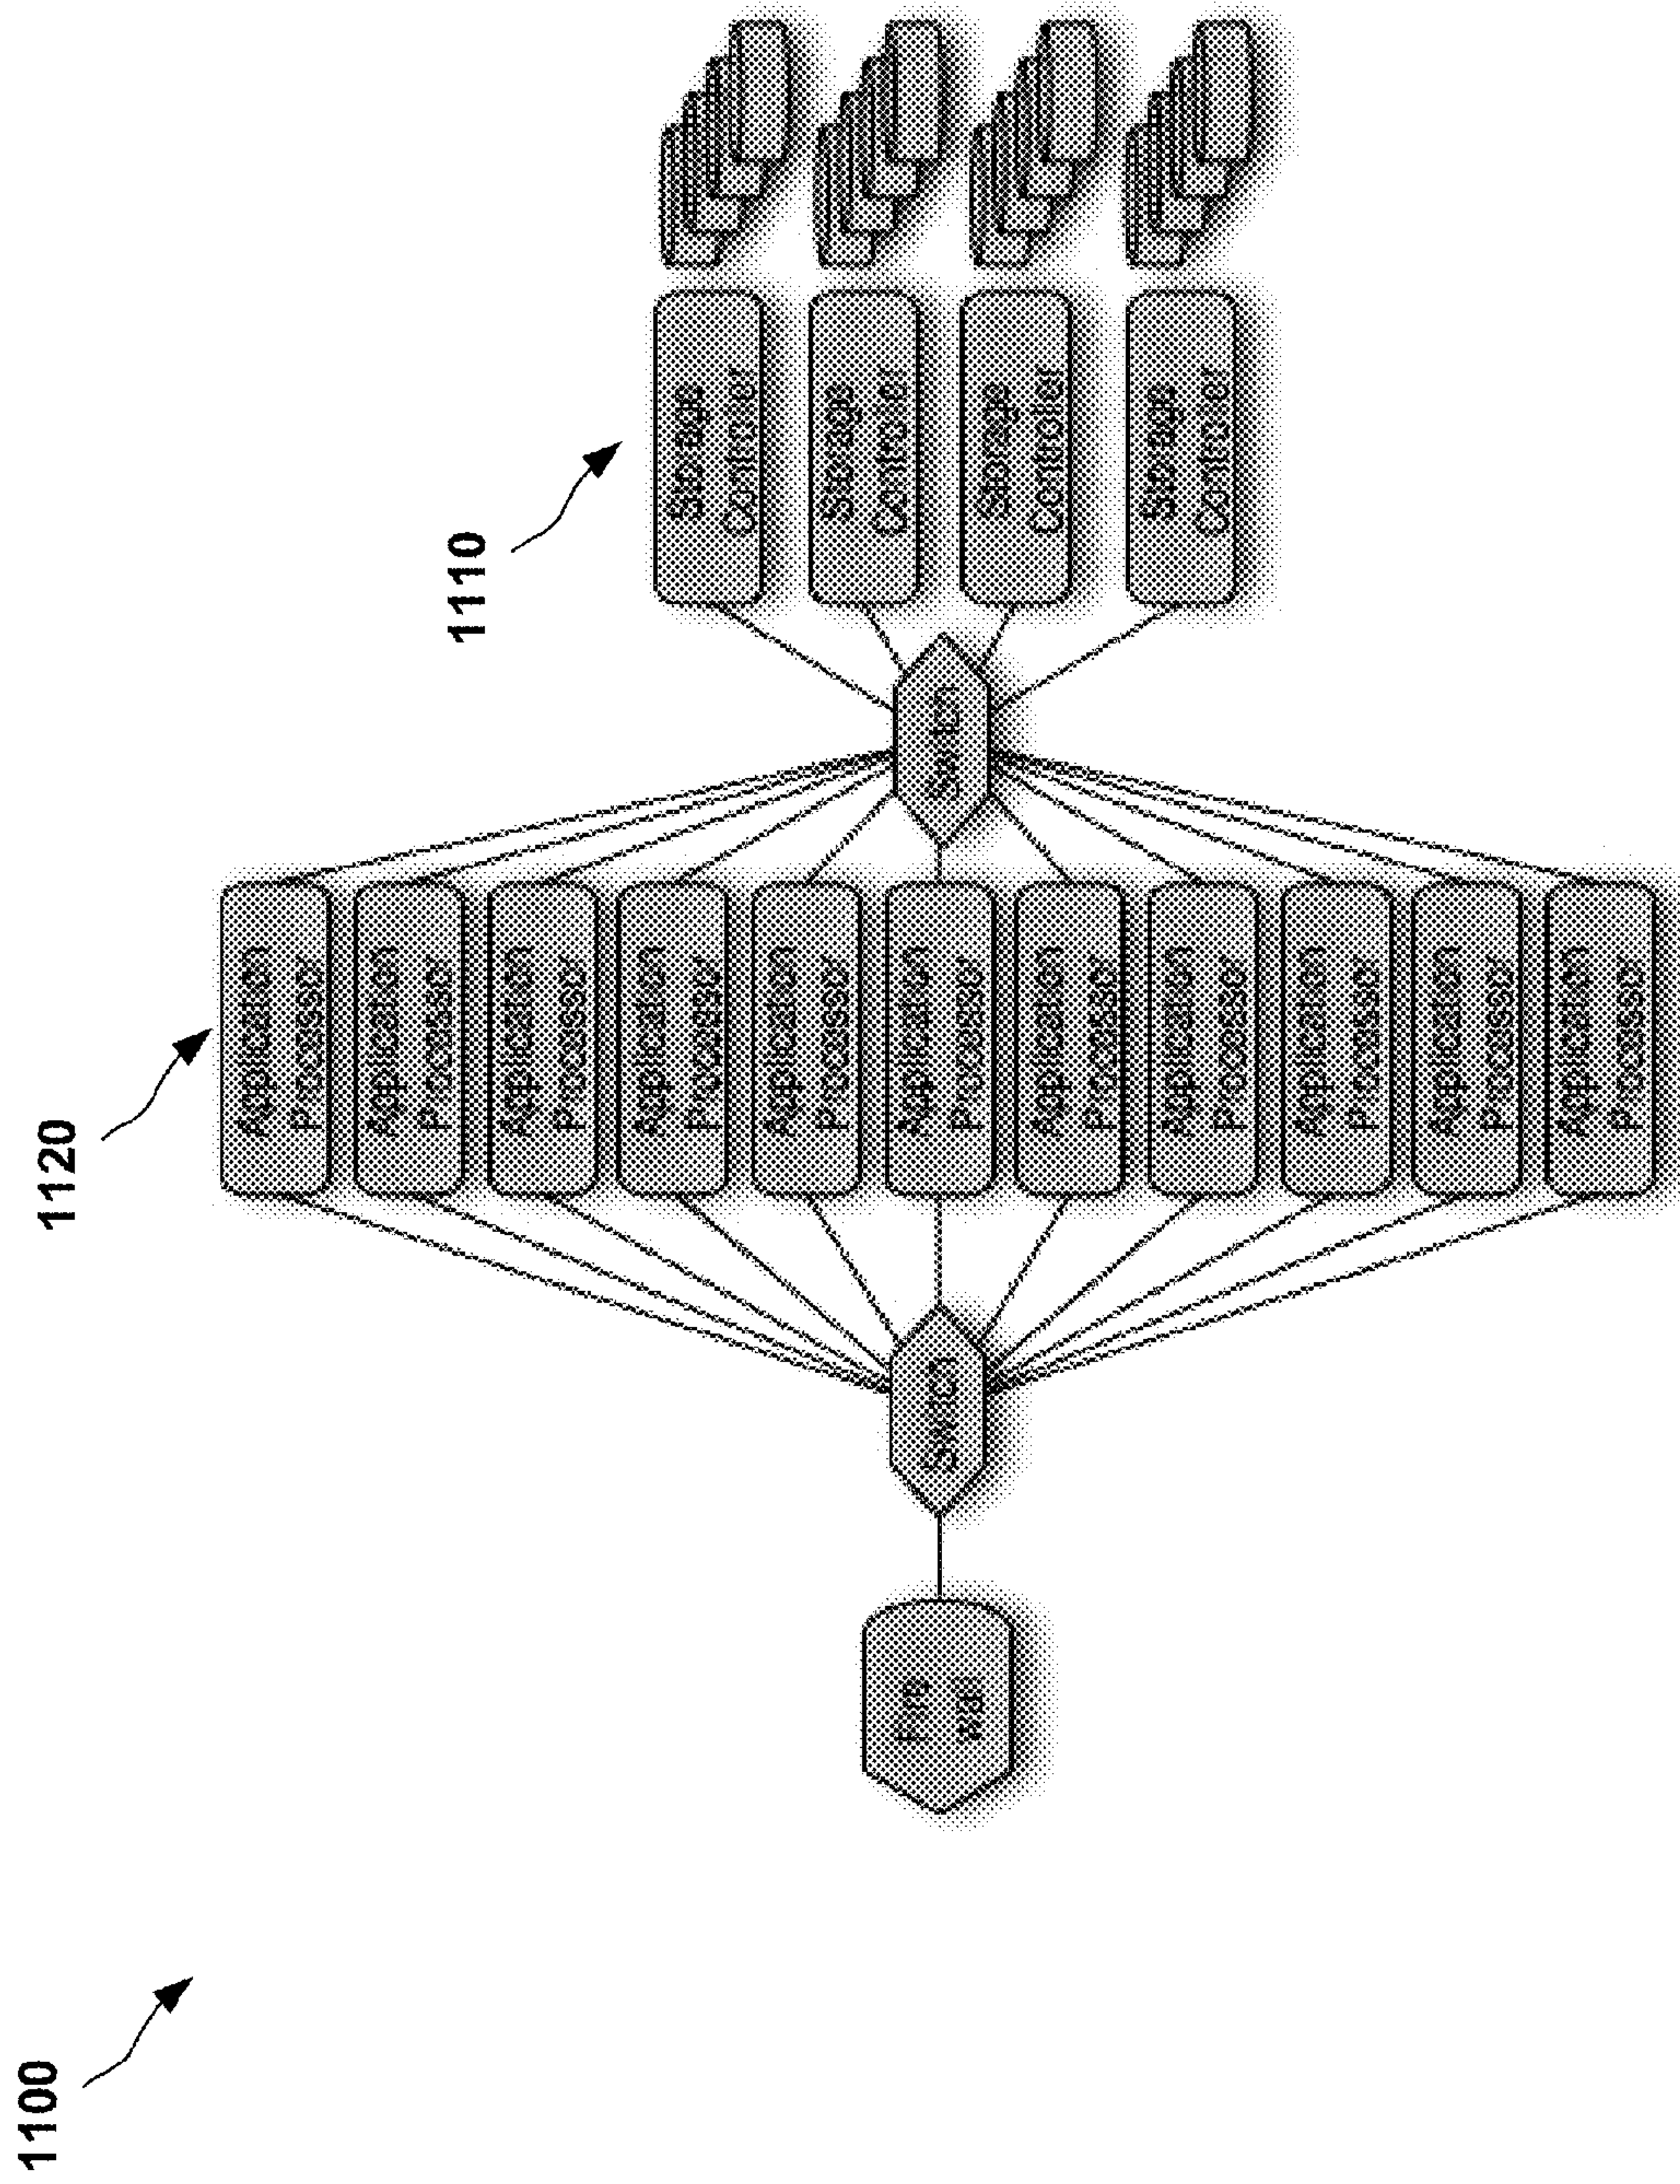 1100
1120
1110
Application
Processor
Application
Processor
Application
Processor
Application
Processor
Application
Processor
Application
Processor
Application
Processor
Application
Processor
Application
Processor
Application
Processor
Application
Processor
Storage
Controller
Storage
Controller
Storage
Controller
Storage
Controller
Fire
wall
Switch
Switch